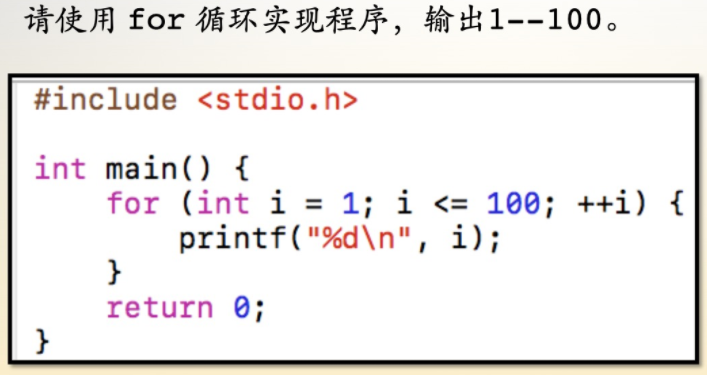 请使用 for 循环实现程序，输出1--100。
#include <stdio.h>
int main() {
    for (int i = 1; i <= 100; ++i) {
        printf("%d\n", i);
    }
    return 0;
}